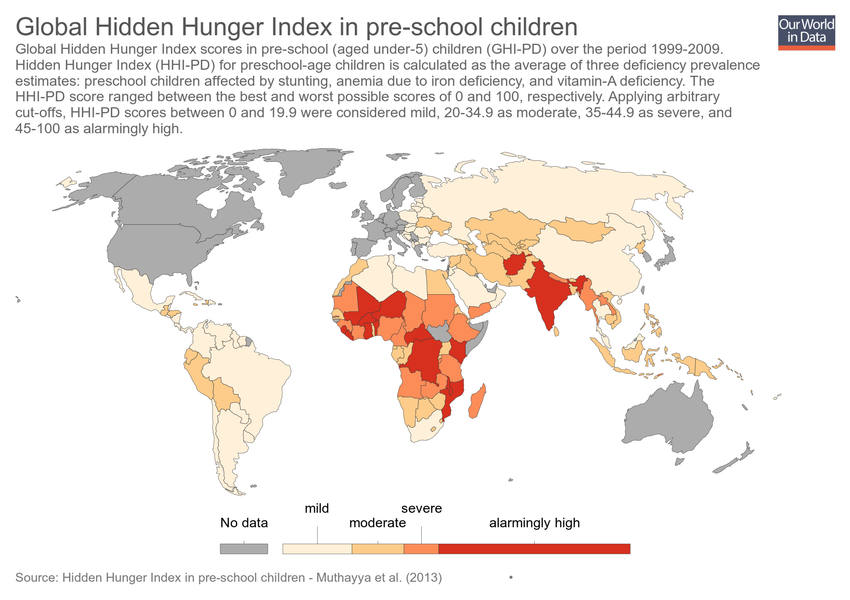 Global Hidden Hunger Index in pre-school children
Our World
in Data
Global Hidden Hunger Index scores in pre-school (aged under-5) children (GHI-PD) over the period 1999-2009.
Hidden Hunger Index (HHI-PD) for preschool-age children is calculated as the average of three deficiency prevalence
estimates: preschool children affected by stunting, anemia due to iron deficiency, and vitamin-A deficiency. The
HHI-PD score ranged between the best and worst possible scores of 0 and 100, respectively. Applying arbitrary
cut-offs, HHI-PD scores between 0 and 19.9 were considered mild, 20-34.9 as moderate, 35-44.9 as severe, and
45-100 as alarmingly high.
mild
severe
No data
moderate
alarmingly high
Source: Hidden Hunger Index in pre-school children - Muthayya et al. (2013)
•